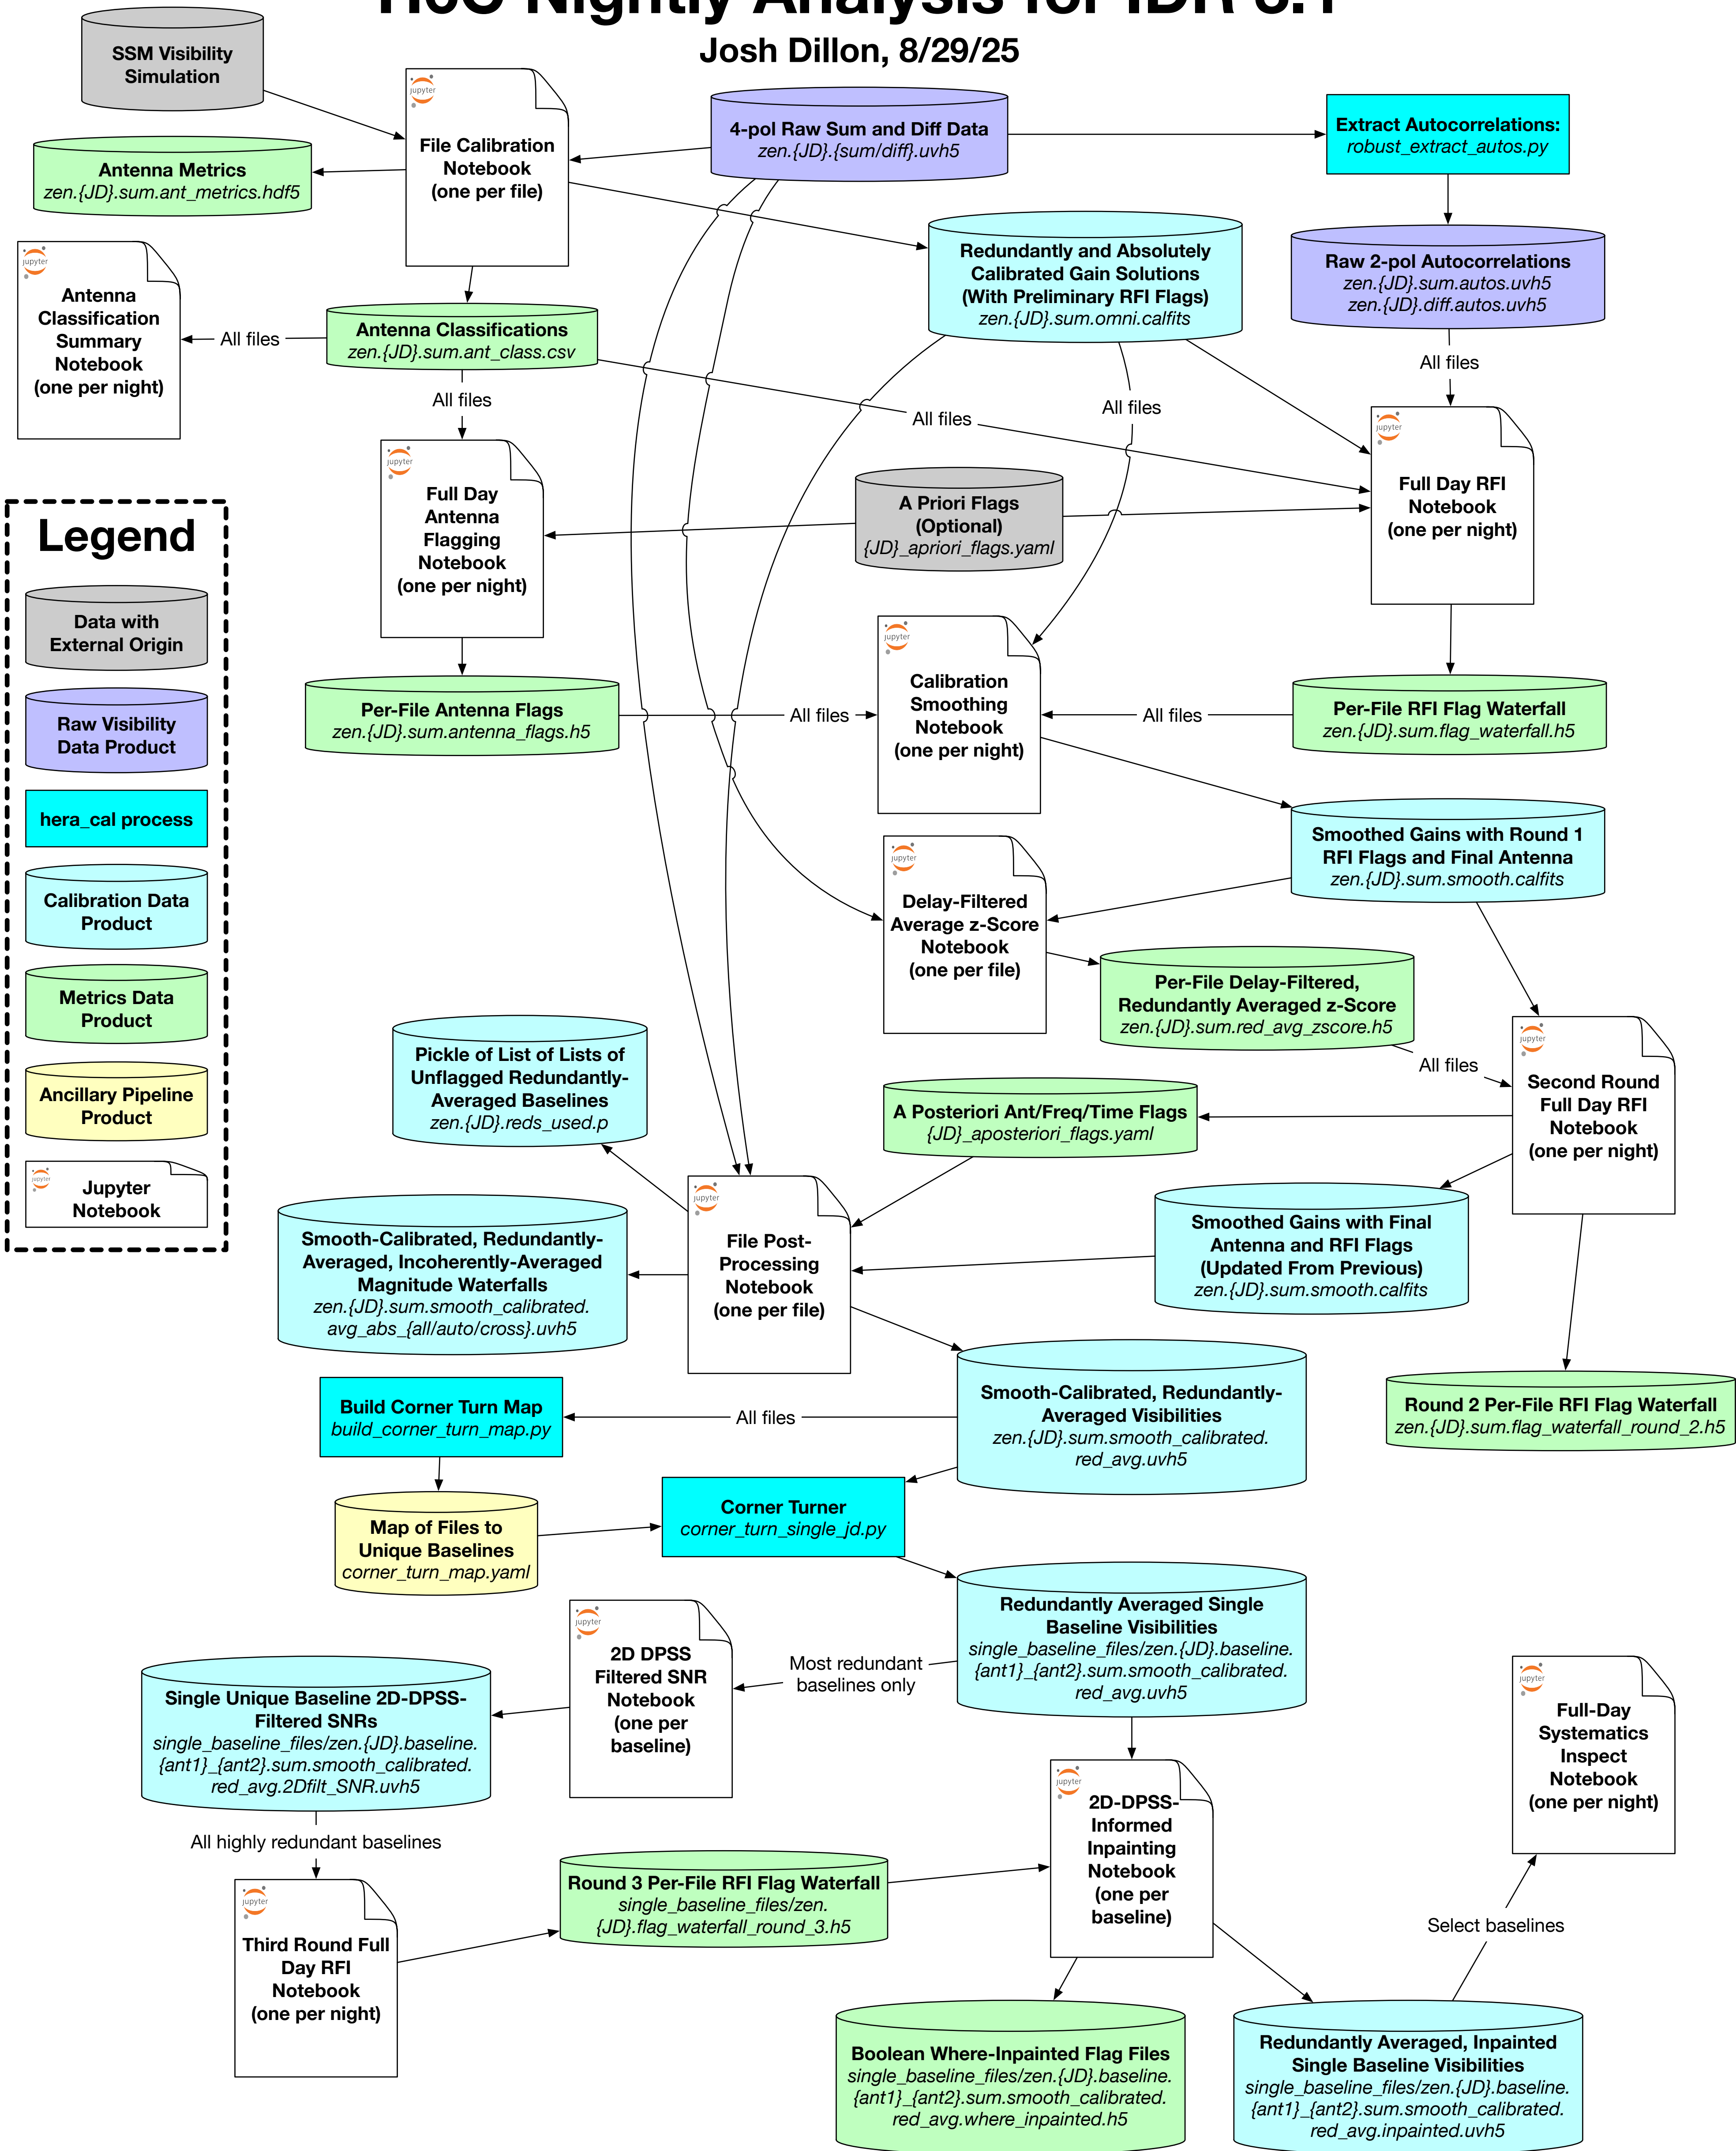 H6C Nightly Analysis for IDR 3.1
Josh Dillon, 8/29/25
SSM Visibility
Simulation
jupyter
File Calibration
Notebook
(one per file)
4-pol Raw Sum and Diff Data
zen.{JD}.{sum/diff}.uvh5
Extract Autocorrelations:
robust_extract_autos.py
Antenna Metrics
zen.{JD}.sum.ant_metrics.hdf5
Redundantly and Absolutely
Calibrated Gain Solutions
(With Preliminary RFI Flags)
zen.{JD}.sum.omni.calfits
Raw 2-pol Autocorrelations
zen.{JD}.sum.autos.uvh5
zen.{JD}.diff.autos.uvh5
jupyter
Antenna
Classification
Summary
Notebook
(one per night)
All files
Antenna Classifications
zen.{JD}.sum.ant_class.csv
All files
All files
All files
All files
jupyter
Full Day
Antenna
Flagging
Notebook
(one per night)
A Priori Flags
(Optional)
{JD}_apriori_flags.yaml
jupyter
Full Day RFI
Notebook
(one per night)
Legend
Data with
External Origin
Raw Visibility
Data Product
hera_cal process
Calibration Data
Product
Metrics Data
Product
Ancillary Pipeline
Product
jupyter
Jupyter
Notebook
Per-File Antenna Flags
zen.{JD}.sum.antenna_flags.h5
All files
jupyter
Calibration
Smoothing
Notebook
(one per night)
All files
Per-File RFI Flag Waterfall
zen.{JD}.sum.flag_waterfall.h5
Smoothed Gains with Round 1
RFI Flags and Final Antenna
zen.{JD}.sum.smooth.calfits
jupyter
Delay-Filtered
Average z-Score
Notebook
(one per file)
Per-File Delay-Filtered,
Redundantly Averaged z-Score
zen.{JD}.sum.red_avg_zscore.h5
All files
jupyter
Second Round
Full Day RFI
Notebook
(one per night)
Pickle of List of Lists of
Unflagged Redundantly-
Averaged Baselines
zen.{JD}.reds_used.p
A Posteriori Ant/Freq/Time Flags
{JD}_aposteriori_flags.yaml
Smooth-Calibrated, Redundantly-
Averaged, Incoherently-Averaged
Magnitude Waterfalls
zen.{JD}.sum.smooth_calibrated.
avg_abs_{all/auto/cross}.uvh5
jupyter
File Post-
Processing
Notebook
(one per file)
Smoothed Gains with Final
Antenna and RFI Flags
(Updated From Previous)
zen.{JD}.sum.smooth.calfits
Build Corner Turn Map
build_corner_turn_map.py
All files
Smooth-Calibrated, Redundantly-
Averaged Visibilities
zen.{JD}.sum.smooth_calibrated.
red_avg.uvh5
Round 2 Per-File RFI Flag Waterfall
zen.{JD}.sum.flag_waterfall_round_2.h5
Map of Files to
Unique Baselines
corner_turn_map.yaml
Corner Turner
corner_turn_single_jd.py
Redundantly Averaged Single
Baseline Visibilities
single_baseline_files/zen.{JD}.baseline.
{ant1}_{ant2}.sum.smooth_calibrated.
red_avg.uvh5
Most redundant
baselines only
jupyter
2D DPSS
Filtered SNR
Notebook
(one per
baseline)
Single Unique Baseline 2D-DPSS-
Filtered SNRs
single_baseline_files/zen.{JD}.baseline.
{ant1}_{ant2}.sum.smooth_calibrated.
red_avg.2Dfilt_SNR.uvh5
jupyter
Full-Day
Systematics
Inspect
Notebook
(one per night)
All highly redundant baselines
jupyter
Third Round Full
Day RFI
Notebook
(one per night)
Round 3 Per-File RFI Flag Waterfall
single_baseline_files/zen.
{JD}.flag_waterfall_round_3.h5
jupyter
2D-DPSS-
Informed
Inpainting
Notebook
(one per
baseline)
Select baselines
Boolean Where-Inpainted Flag Files
single_baseline_files/zen.{JD}.baseline.
{ant1}_{ant2}.sum.smooth_calibrated.
red_avg.where_inpainted.h5
Redundantly Averaged, Inpainted
Single Baseline Visibilities
single_baseline_files/zen.{JD}.baseline.
{ant1}_{ant2}.sum.smooth_calibrated.
red_avg.inpainted.uvh5